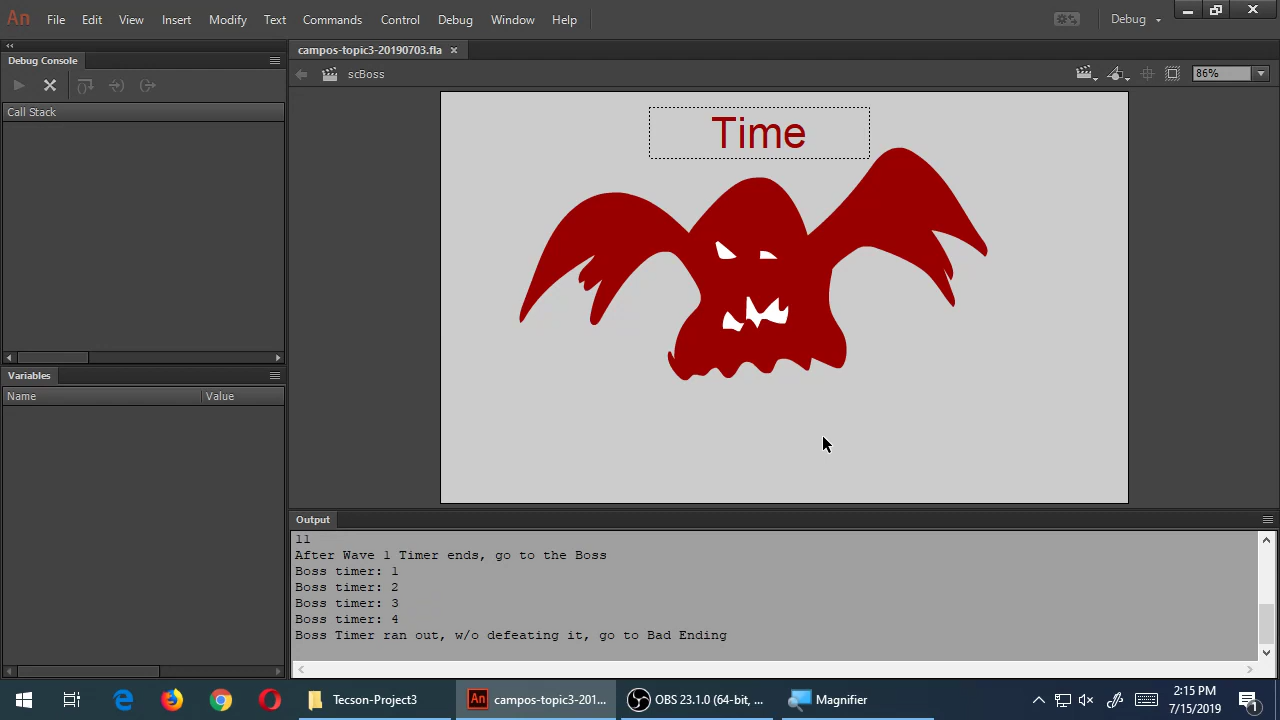 An File Edit View Insert Modify Text Commands Control Debug Window Help Debug
campos-topic3-20190703.fla
Debug Console
scBoss 86%
Call Stack
Time
Variables
Name Value
Output
11
After Wave 1 Timer ends, go to the Boss
Boss timer: 1
Boss timer: 2
Boss timer: 3
Boss timer: 4
Boss Timer ran out, w/o defeating it, go to Bad Ending
Tecson-Project3
An campos-topic3-201...
OBS 23.1.0 (64-bit, ...
Magnifier
2:15 PM
7/15/2019
1